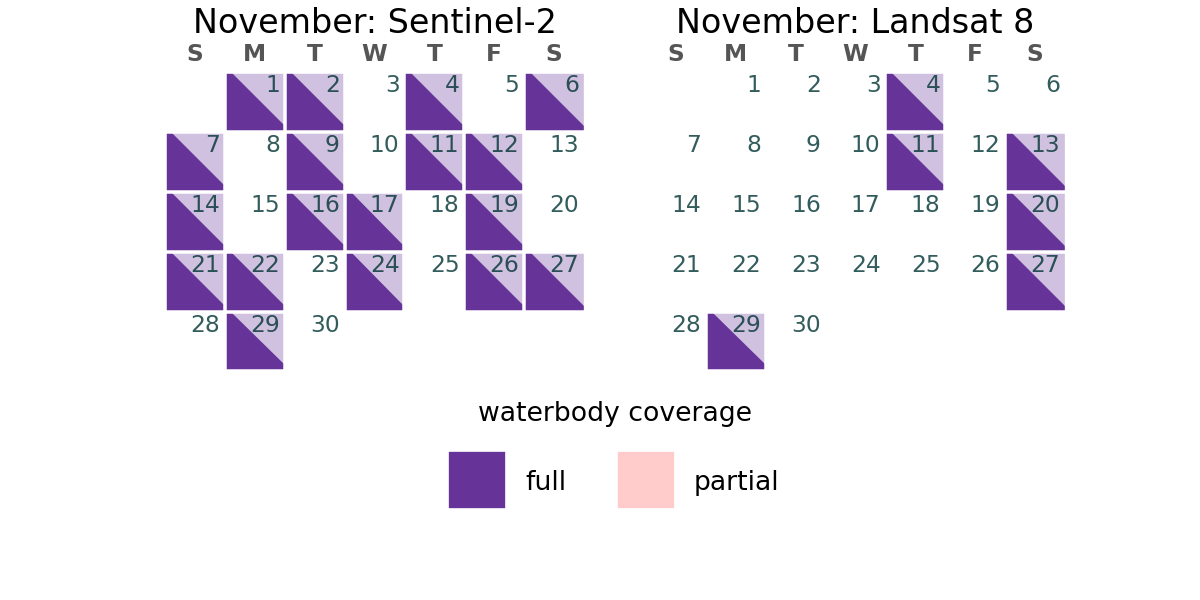 November: Sentinel-2
S M T W T F S
1 2 3 4 5 6
7 8 9 10 11 12 13
14 15 16 17 18 19 20
21 22 23 24 25 26 27
28 29 30
November: Landsat 8
S M T W T F S
1 2 3 4 5 6
7 8 9 10 11 12 13
14 15 16 17 18 19 20
21 22 23 24 25 26 27
28 29 30
waterbody coverage
full partial